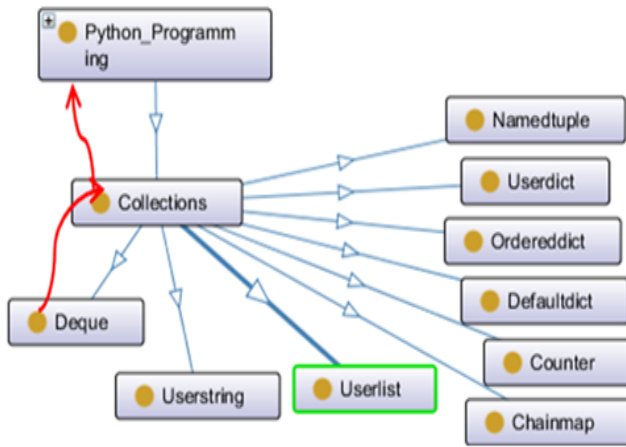 Python_Programm
ing
Namedtuple
Userdict
Collections
Ordereddict
Defaultdict
Deque
Counter
Userstring
Userlist
Chainmap